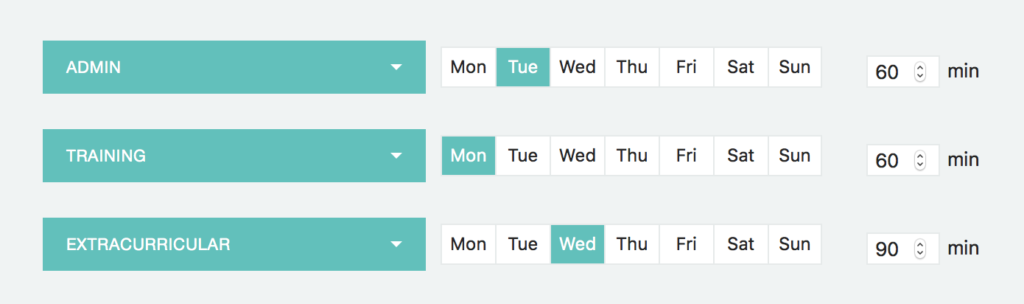 ADMIN Mon Tue Wed Thu Fri Sat Sun 60 min
TRAINING Mon Tue Wed Thu Fri Sat Sun 60 min
EXTRACURRICULAR Mon Tue Wed Thu Fri Sat Sun 90 min